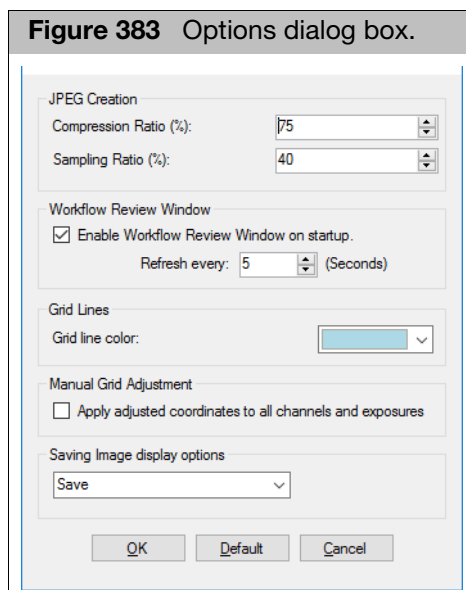 Figure 383 Options dialog box.
JPEG Creation
Compression Ratio (%): 75
Sampling Ratio (%): 40
Workflow Review Window
Enable Workflow Review Window on startup.
Refresh every: 5 (Seconds)
Grid Lines
Grid line color:
Manual Grid Adjustment
Apply adjusted coordinates to all channels and exposures
Saving Image display options
Save
OK Default Cancel